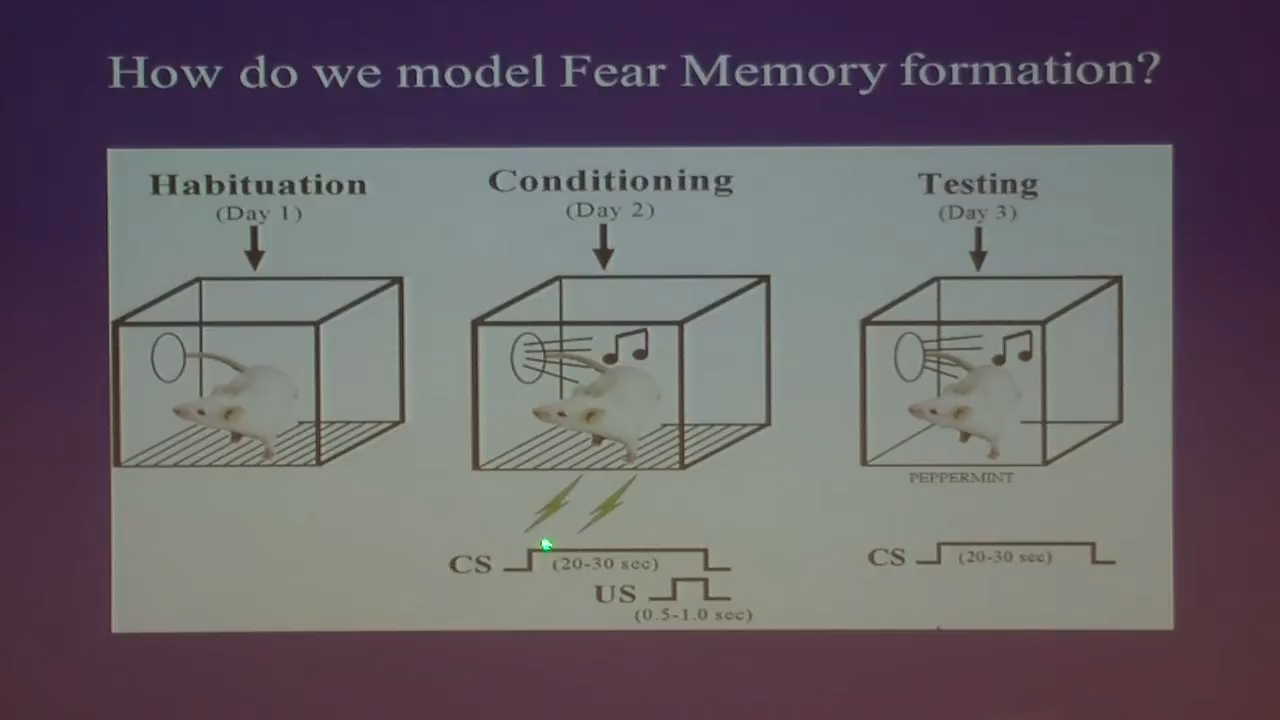 How do we model Fear Memory formation?
Habituation
(Day 1)
Conditioning
(Day 2)
Testing
(Day 3)
PEPPERMINT
CS
(20-30 sec)
US
(0.5-1.0 sec)
CS
(20-30 sec)